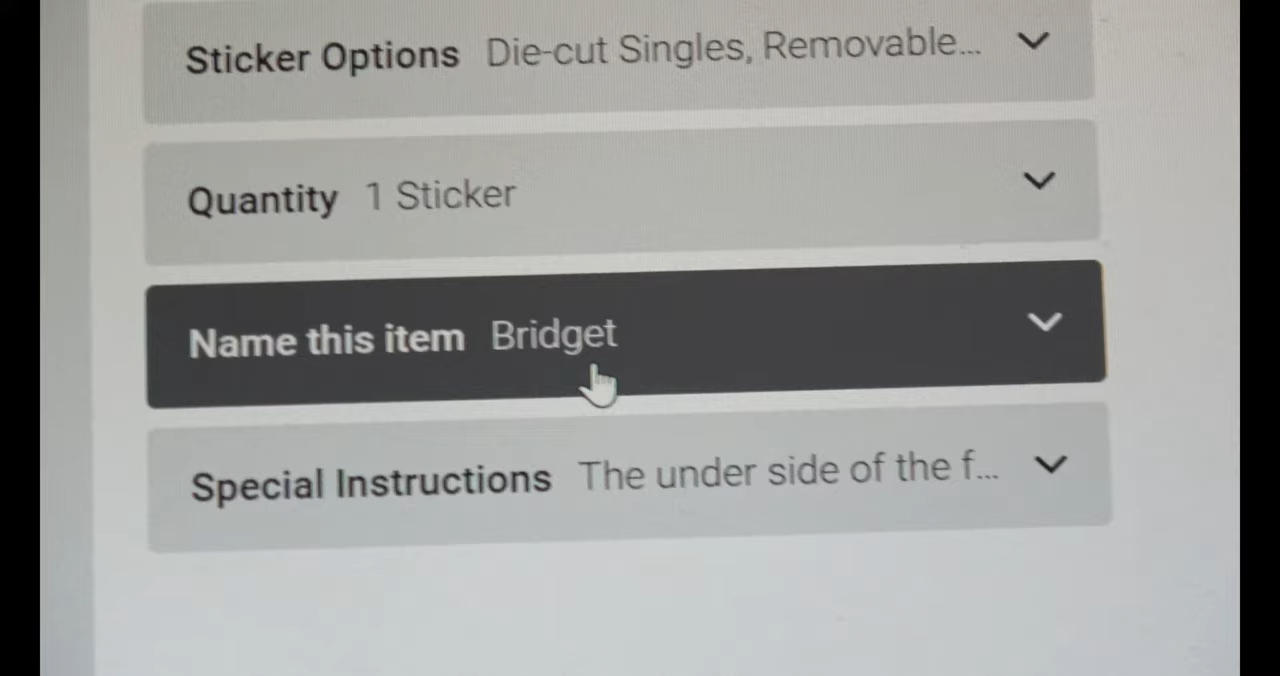 Sticker Options Die-cut Singles, Removable...
Quantity 1 Sticker
Name this item Bridget
Special Instructions The under side of the f...